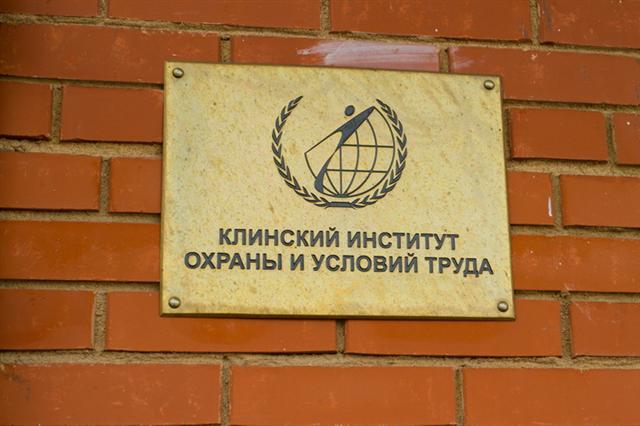 КЛИНСКИЙ ИНСТИТУТ
ОХРАНЫ И УСЛОВИЙ ТРУДА